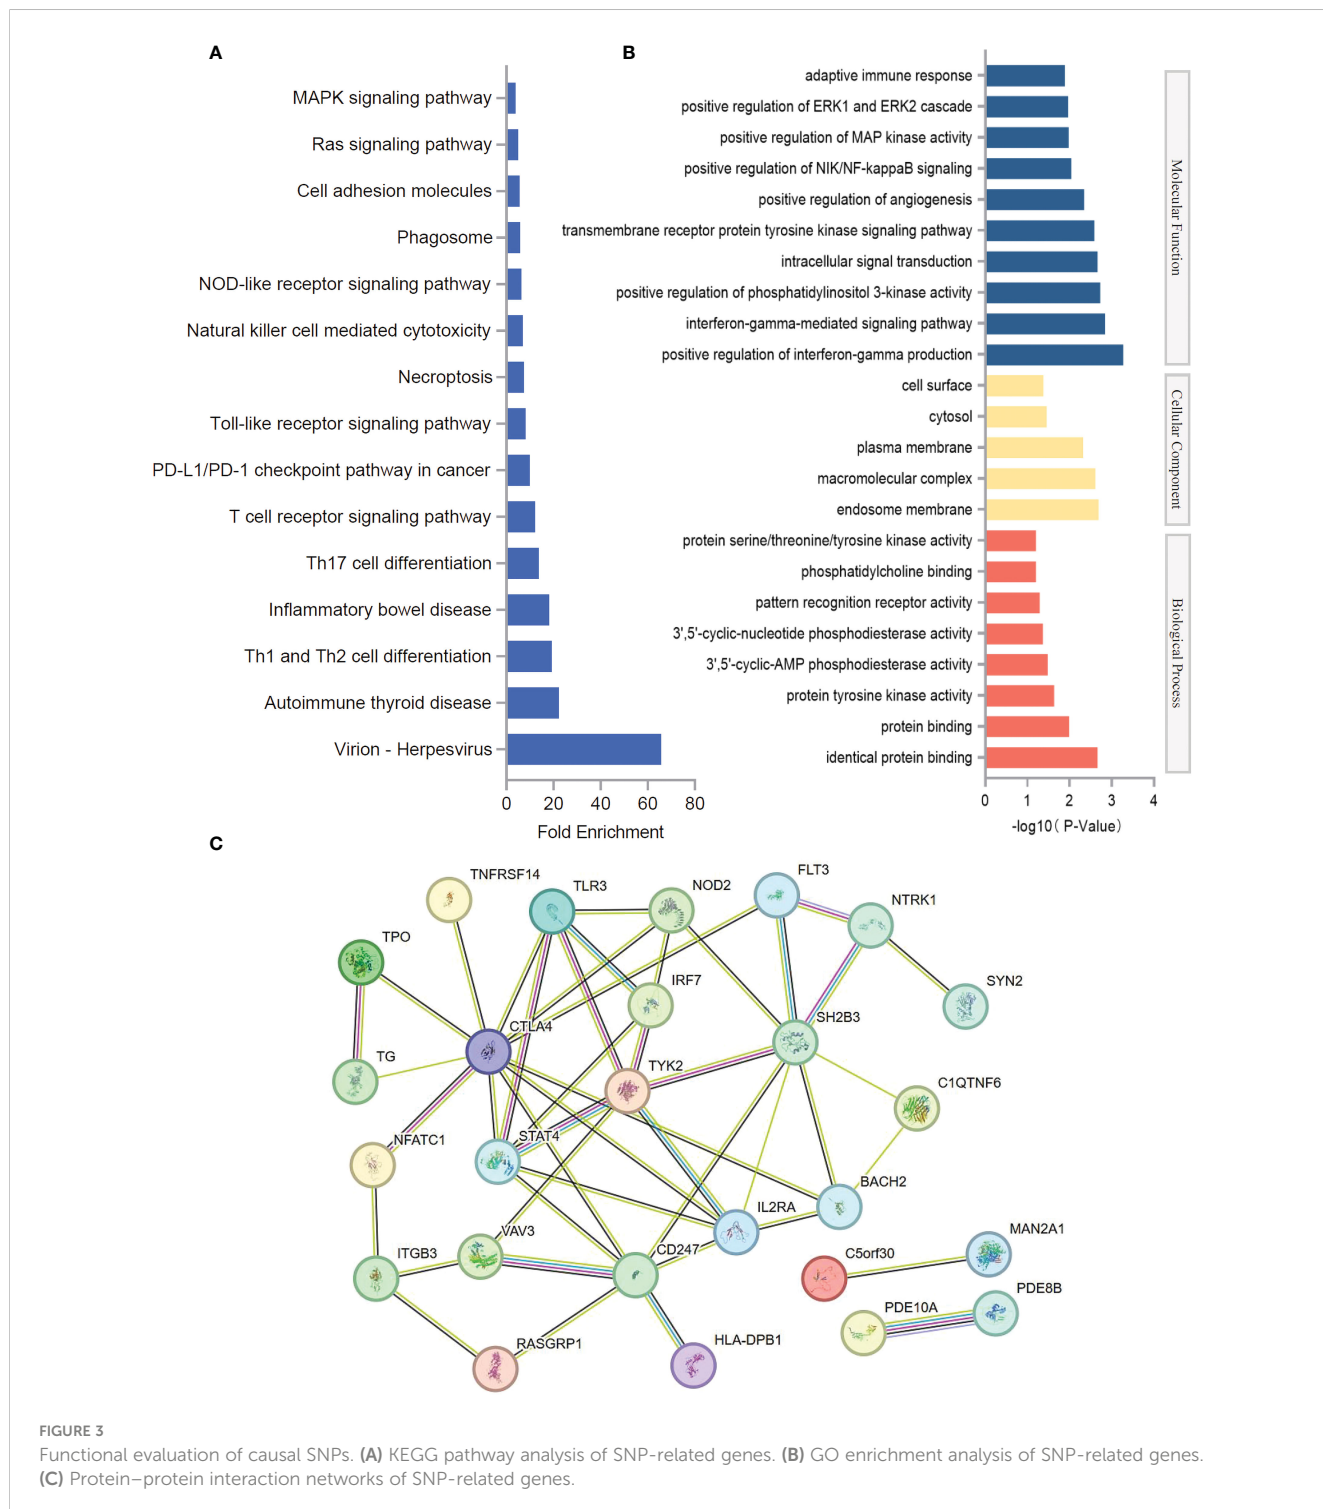 A
MAPK signaling pathway
Ras signaling pathway
Cell adhesion molecules
Phagosome
NOD-like receptor signaling pathway
Natural killer cell mediated cytotoxicity
Necroptosis
Toll-like receptor signaling pathway
PD-L1/PD-1 checkpoint pathway in cancer
T cell receptor signaling pathway
Th17 cell differentiation
Inflammatory bowel disease
Th1 and Th2 cell differentiation
Autoimmune thyroid disease
Virion - Herpesvirus
0 20 40 60 80
Fold Enrichment
B
adaptive immune response
positive regulation of ERK1 and ERK2 cascade
positive regulation of MAP kinase activity
positive regulation of NIK/NF-kappaB signaling
positive regulation of angiogenesis
transmembrane receptor protein tyrosine kinase signaling pathway
intracellular signal transduction
positive regulation of phosphatidylinositol 3-kinase activity
interferon-gamma-mediated signaling pathway
positive regulation of interferon-gamma production
cell surface
cytosol
plasma membrane
macromolecular complex
endosome membrane
protein serine/threonine/tyrosine kinase activity
phosphatidylcholine binding
pattern recognition receptor activity
3',5'-cyclic-nucleotide phosphodiesterase activity
3',5'-cyclic-AMP phosphodiesterase activity
protein tyrosine kinase activity
protein binding
identical protein binding
0 1 2 3 4
-log10( P-Value)
Molecular Function
Cellular Component
Biological Process
C
TNFRSF14
TLR3
NOD2
FLT3
NTRK1
TPO
IRF7
SYN2
CTLA4
SH2B3
TG
TYK2
C1QTNF6
NFATC1
STAT4
BACH2
IL2RA
VAV3
MAN2A1
ITGB3
CD247
C5orf30
PDE8B
PDE10A
RASGRP1
HLA-DPB1
FIGURE 3
Functional evaluation of causal SNPs. (A) KEGG pathway analysis of SNP-related genes. (B) GO enrichment analysis of SNP-related genes.
(C) Protein–protein interaction networks of SNP-related genes.